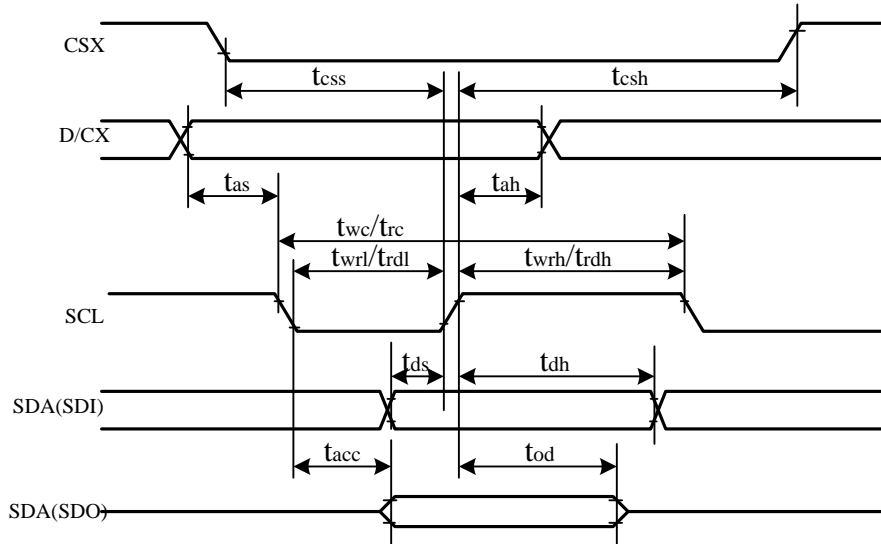 CSX
tcss
tcsh
D/CX
tas
tah
twc/trc
twrl/trdl
twrh/trdh
SCL
tds
tdh
SDA(SDI)
tacc
tod
SDA(SDO)